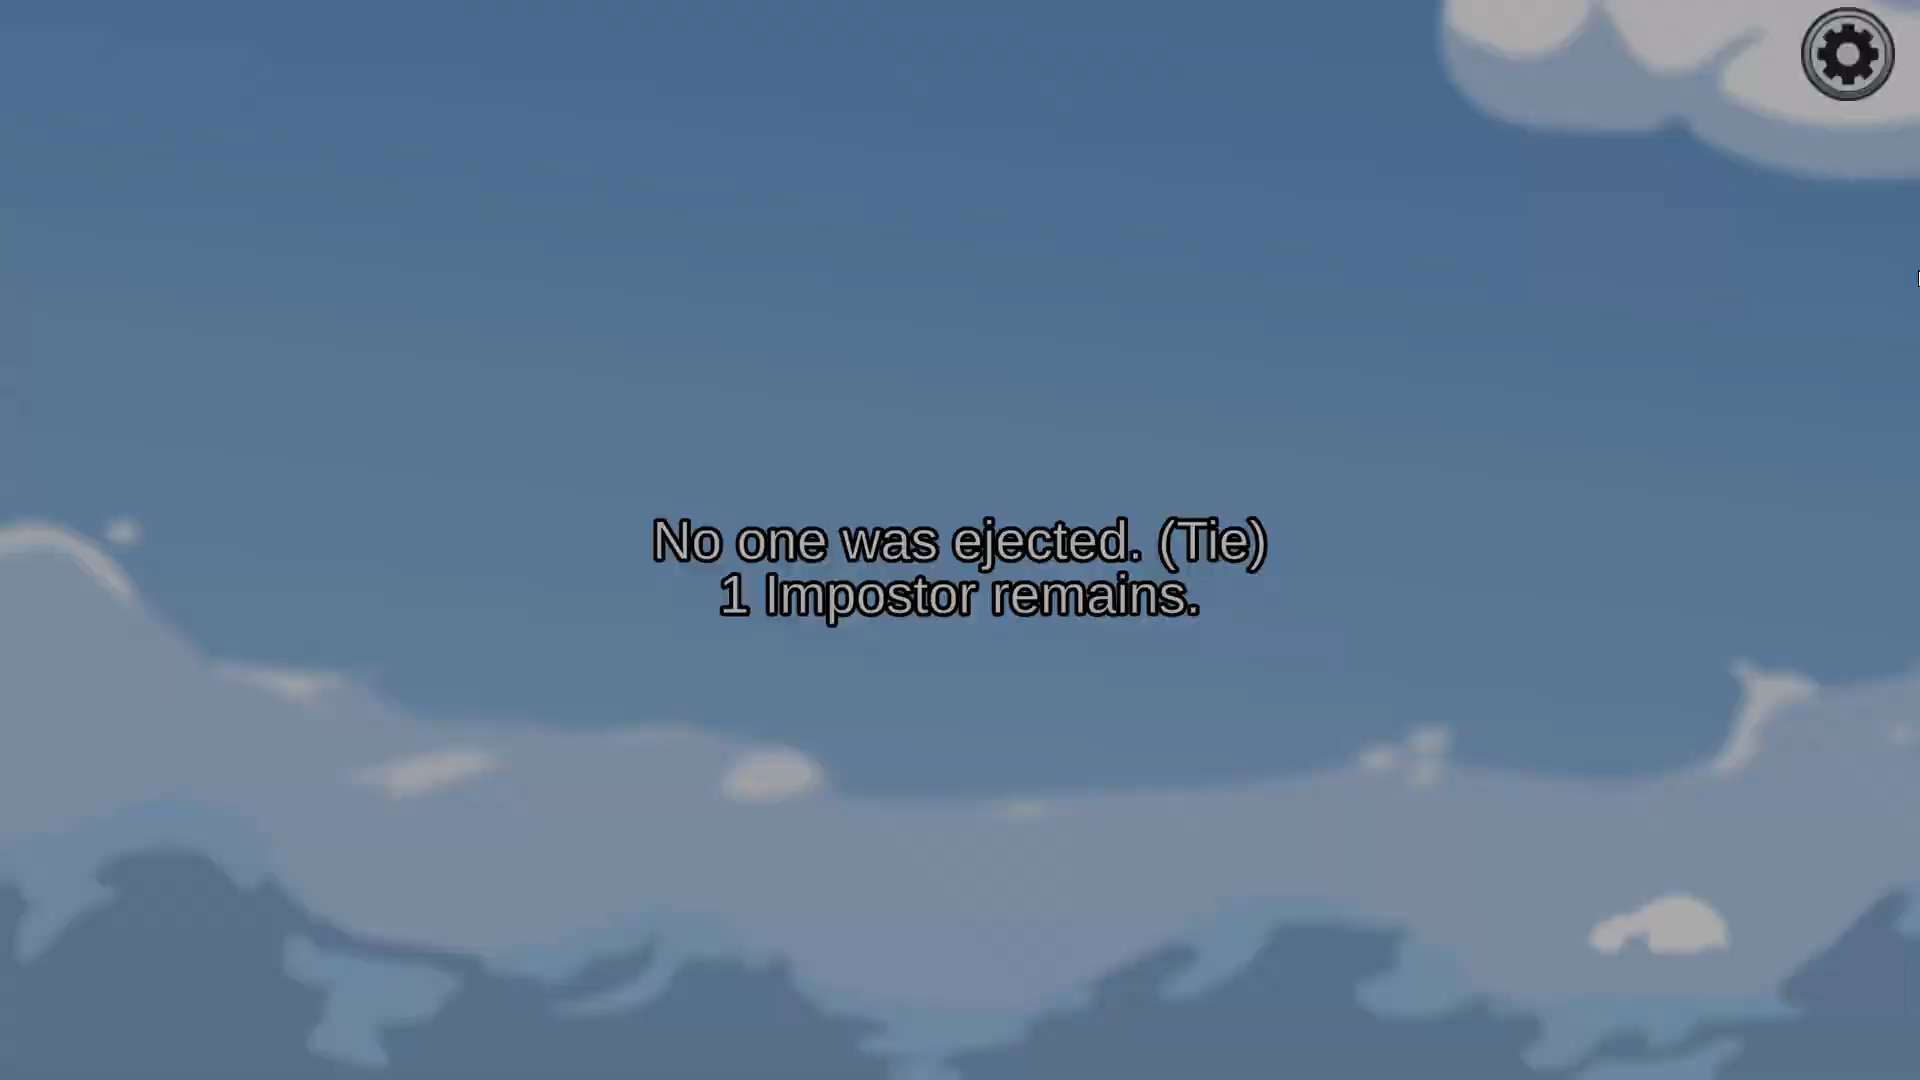 No one was ejected. (Tie)
1 Impostor remains.